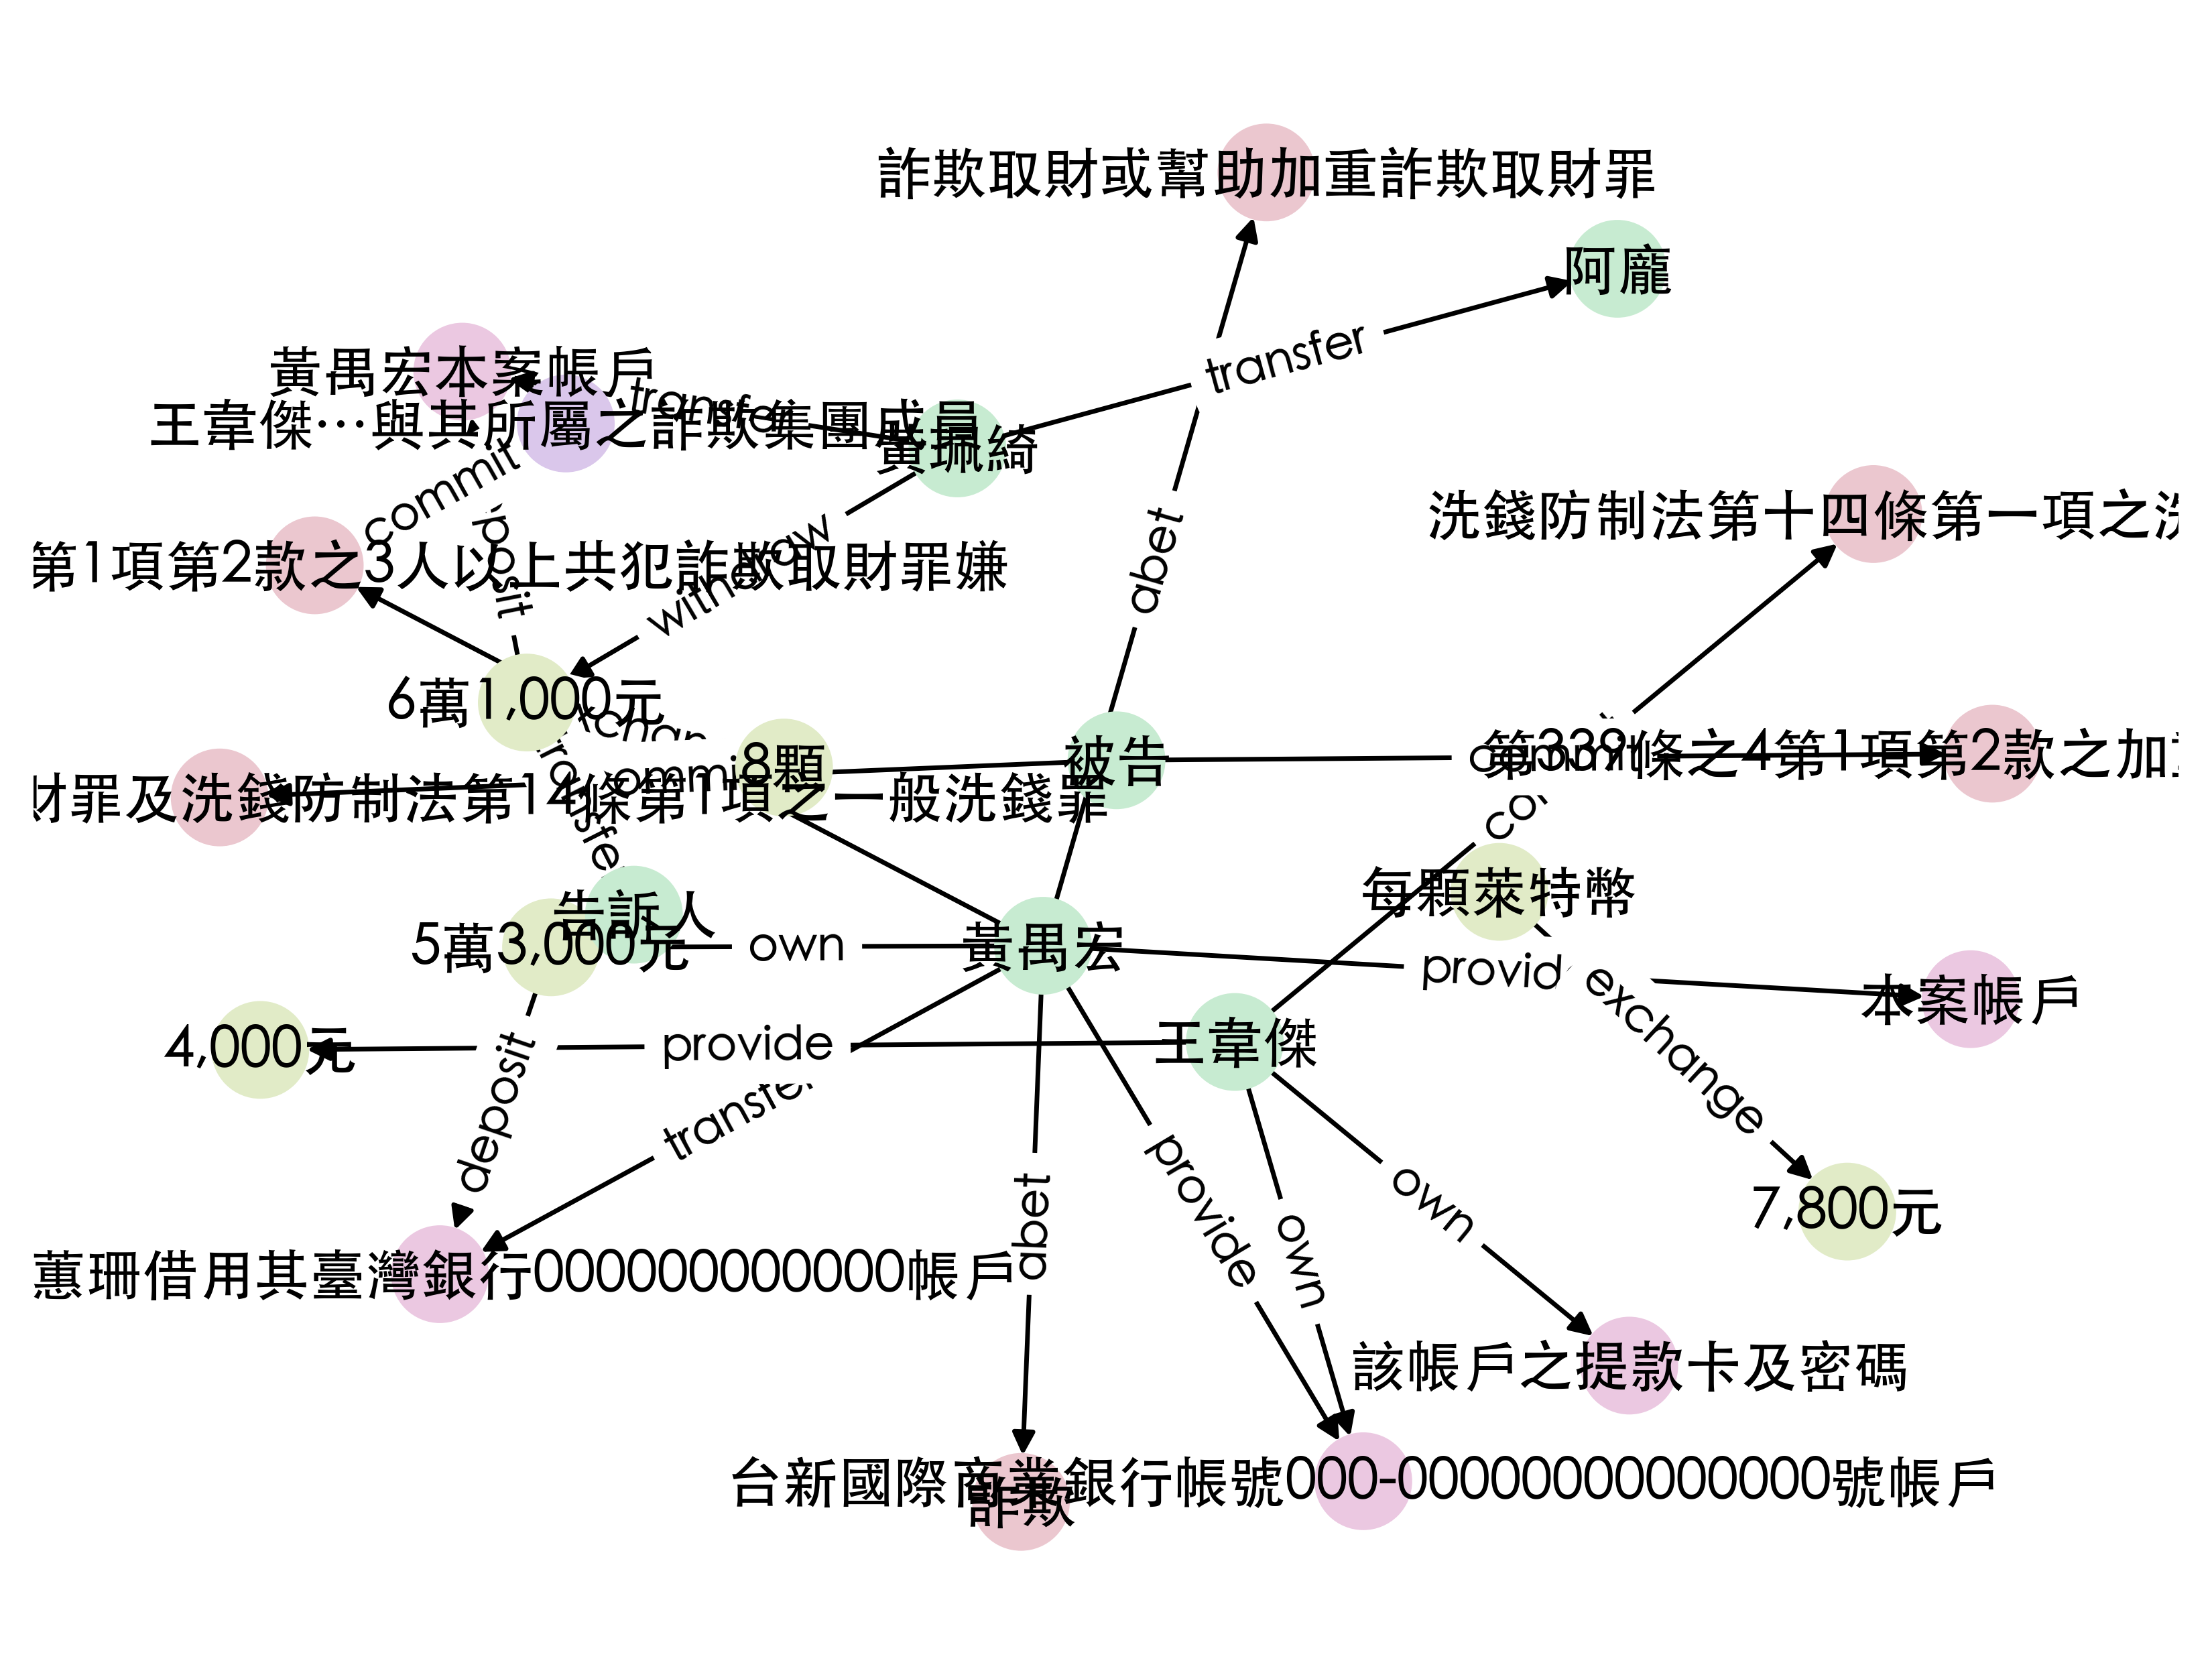 詐欺取財或幫助加重詐欺取財罪
阿龐
transfer
黃禺宏本案帳戶
transfer
王韋傑…與其所屬之詐欺集團成員
黃珮綺
commit
abet
洗錢防制法第十四條第一項之
第1項第2款之3人以上共犯詐欺取財罪嫌
withdraw
6萬1,000元
8顆
被告
commit
第339條之4第1項第2款之加
財罪及洗錢防制法第14條第1項之一般洗錢罪
每顆萊特幣
告訴人
5萬3,000元
own
黃禺宏
provid
exchange
本案帳戶
4,000元
provide
王韋傑
deposit
transfer
abet
provide
own
own
7,800元
蕙珊借用其臺灣銀行000000000000帳戶
該帳戶之提款卡及密碼
台新國際商業銀行帳號000-00000000000000號帳戶
詐欺